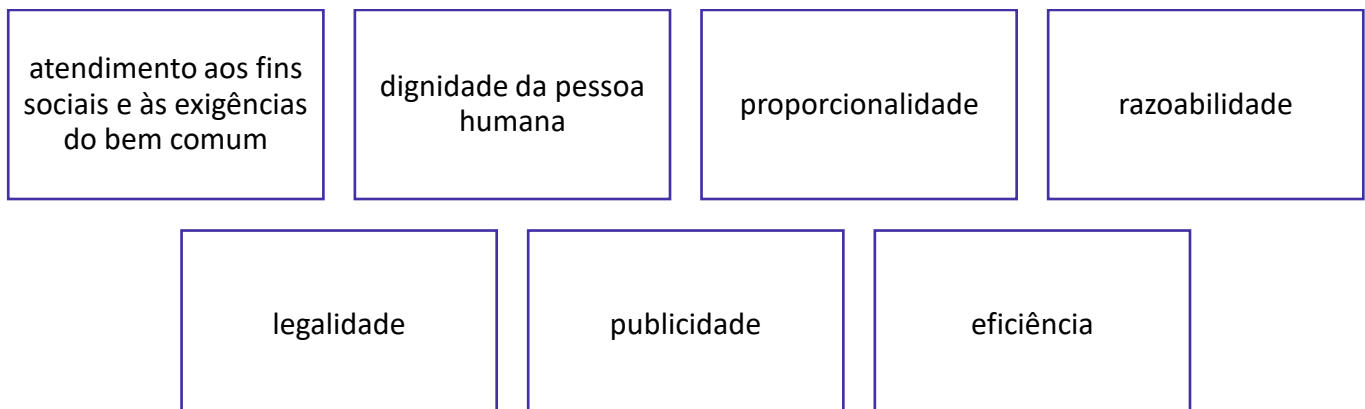 atendimento aos fins
sociais e às exigências
do bem comum
dignidade da pessoa
humana
proporcionalidade
razoabilidade
legalidade
publicidade
eficiência